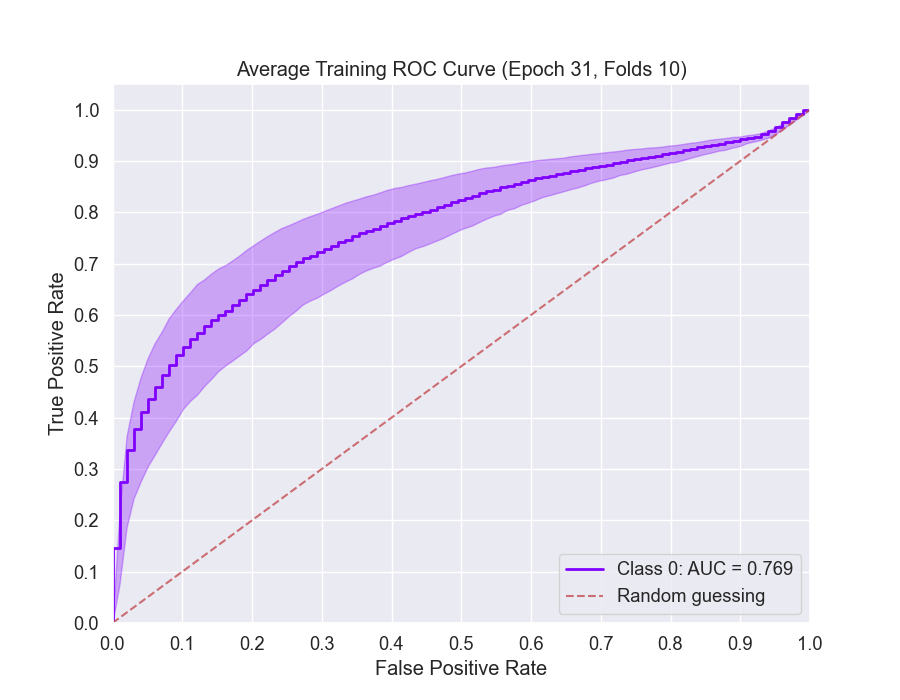 Average Training ROC Curve (Epoch 31, Folds 10)
True Positive Rate
1.0
0.9
0.8
0.7
0.6
0.5
0.4
0.3
0.2
0.1
0.0
Class 0: AUC = 0.769
Random guessing
0.0 0.1 0.2 0.3 0.4 0.5 0.6 0.7 0.8 0.9 1.0
False Positive Rate